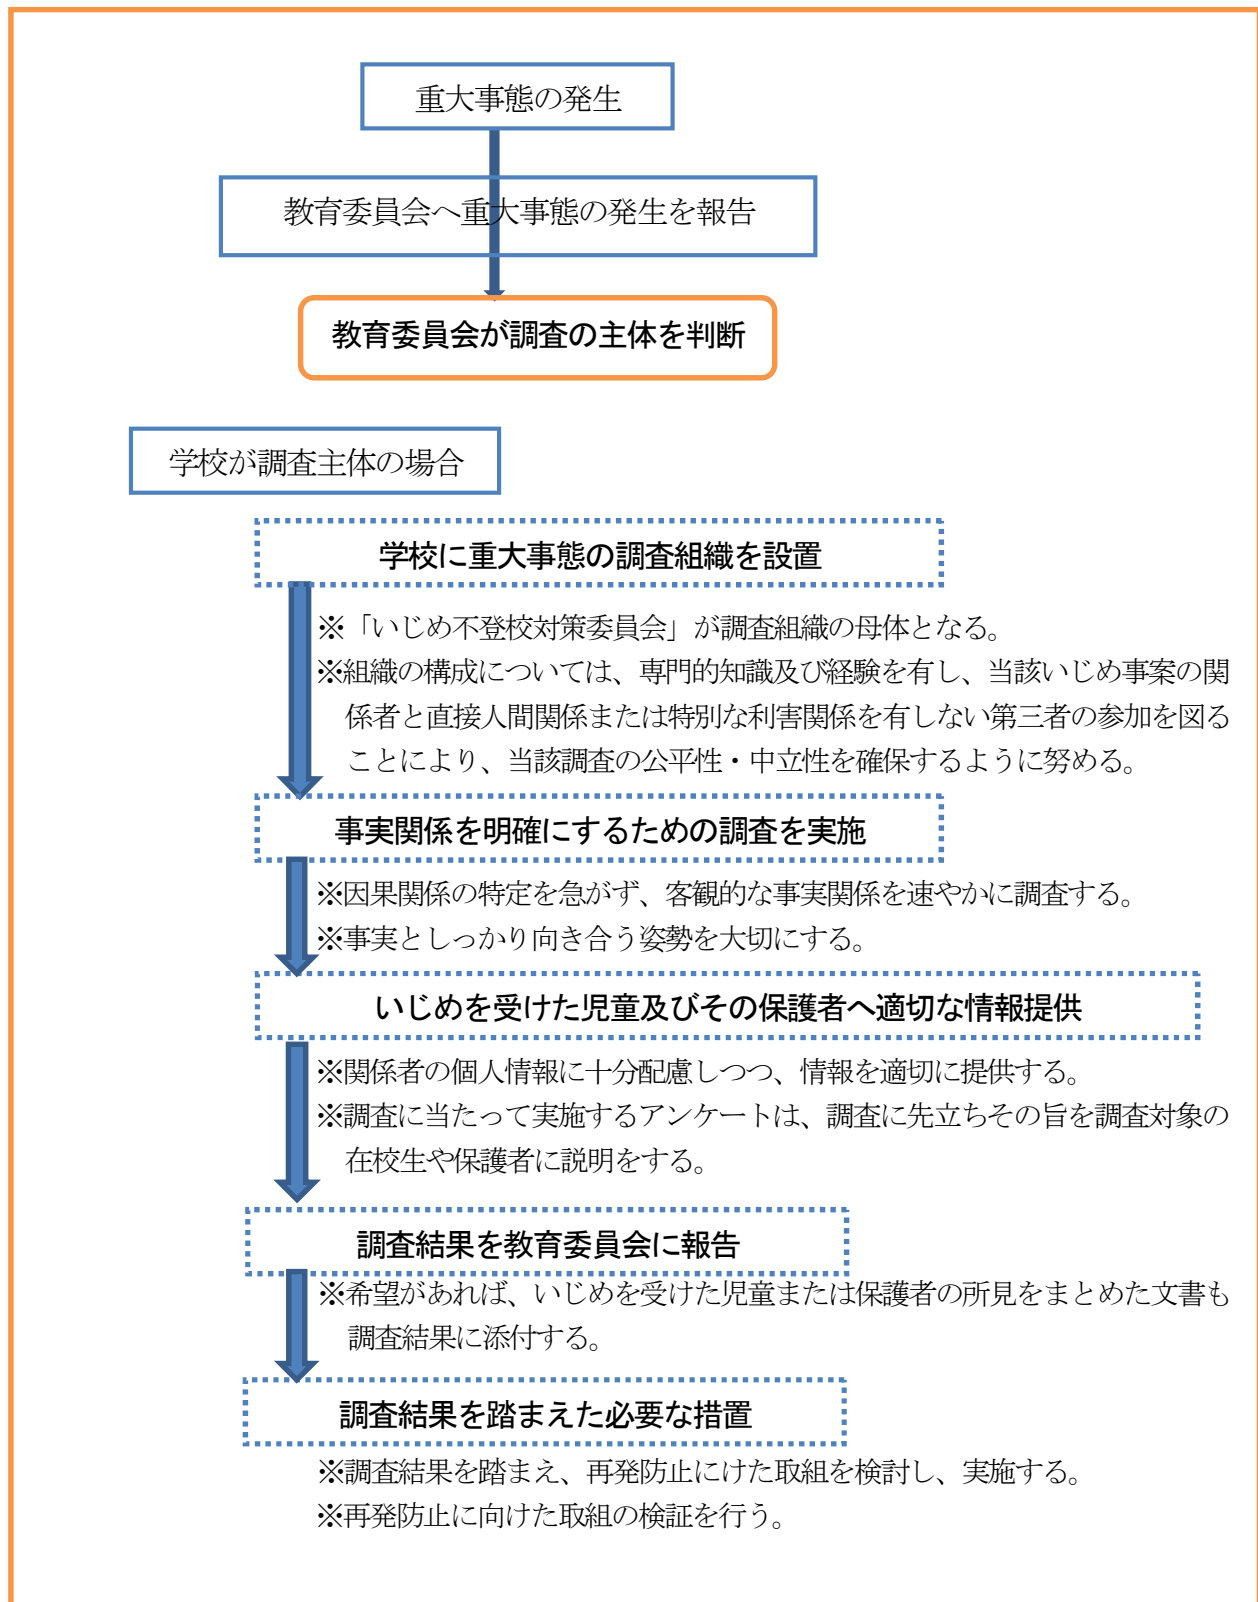 重大事態の発生
教育委員会へ重大事態の発生を報告
教育委員会が調査の主体を判断
学校が調査主体の場合
学校に重大事態の調査組織を設置
※「いじめ不登校対策委員会」が調査組織の母体となる。
※組織の構成については、専門的知識及び経験を有し、当該いじめ事案の関
係者と直接人間関係または特別な利害関係を有しない第三者の参加を図る
ことにより、当該調査の公平性・中立性を確保するように努める。
事実関係を明確にするための調査を実施
※因果関係の特定を急がず、客観的な事実関係を速やかに調査する。
※事実としっかり向き合う姿勢を大切にする。
いじめを受けた児童及びその保護者へ適切な情報提供
※関係者の個人情報に十分配慮しつつ、情報を適切に提供する。
※調査に当たって実施するアンケートは、調査に先立ちその旨を調査対象の
在校生や保護者に説明をする。
調査結果を教育委員会に報告
※希望があれば、いじめを受けた児童または保護者の所見をまとめた文書も
調査結果に添付する。
調査結果を踏まえた必要な措置
※調査結果を踏まえ、再発防止にけた取組を検討し、実施する。
※再発防止に向けた取組の検証を行う。